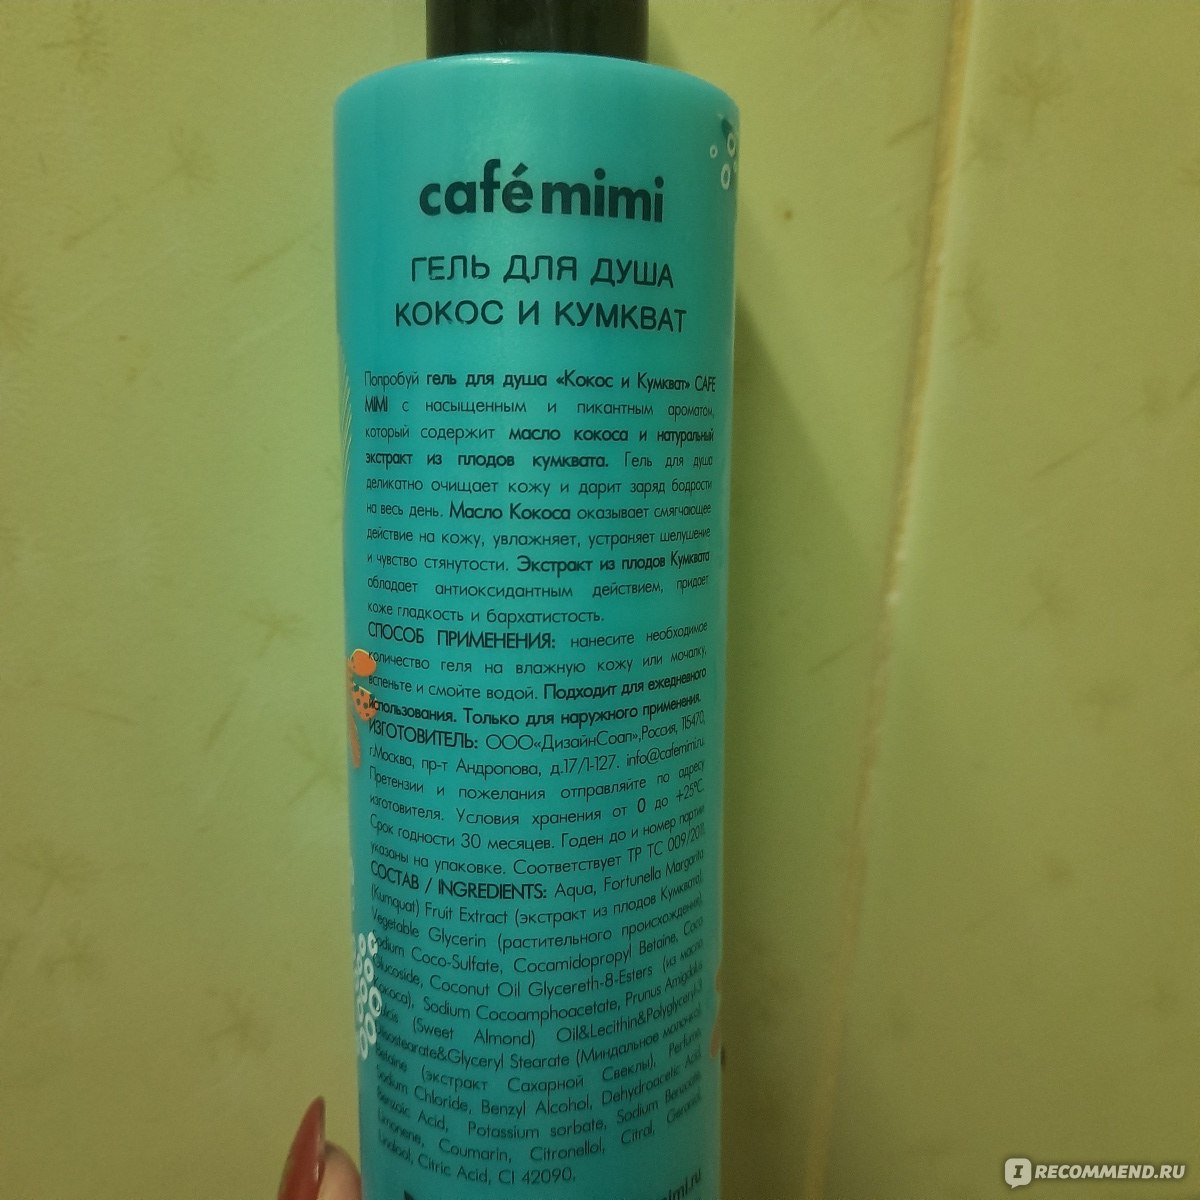 café mimi
ГЕЛЬ ДЛЯ ДУША
КОКОС И КУМКВАТ
Попробуй гель для душа «Кокос и Кумкват» CAFE
MIMI с насыщенным и пикантным ароматом,
который содержит масло кокоса и натуральный
экстракт из плодов кумквата. Гель для душа
деликатно очищает кожу и дарит заряд бодрости
на весь день. Масло Кокоса оказывает смягчающее
действие на кожу, увлажняет, устраняет шелушение
и чувство стянутости. Экстракт из плодов Кумквата
обладает антиоксидантным действием, придает
коже гладкость и бархатистость.
СПОСОБ ПРИМЕНЕНИЯ: нанесите необходимое
количество геля на влажную кожу или мочалку,
вспеньте и смойте водой. Подходит для ежедневного
использования. Только для наружного применения.
ИЗГОТОВИТЕЛЬ: ООО«ДизайнСоап»,Россия, 115470,
г.Москва, пр-т Андропова, д.17/1-127. info@cafemimi.ru.
Претензии и пожелания отправляйте по адресу
изготовителя. Условия хранения от 0 до +25°C.
Срок годности 30 месяцев. Годен до и номер партии
указаны на упаковке. Соответствует ТР ТС 009/2011
СОСТАВ / INGREDIENTS: Aqua, Fortunella Margarita
(Kumquat) Fruit Extract (экстракт из плодов Кумквата),
Vegetable Glycerin (растительного происхождения),
Sodium Coco-Sulfate, Cocamidopropyl Betaine, Coco
Glucoside, Coconut Oil Glycereth-8-Esters (из масла
кокоса), Sodium Cocoamphoacetate, Prunus Amigdalus
Dulcis (Sweet Almond) Oil&Lecithin&Polyglyceryl-3
Diisostearate&Glyceryl Stearate (Миндальное молочко),
Betaine (экстракт Сахарной Свеклы), Perfume,
Sodium Chloride, Benzyl Alcohol, Dehydroacetic Acid,
Benzoic Acid, Potassium sorbate, Sodium Benzoate,
Limonene, Coumarin, Citronellol, Citral, Geraniol,
Linalool, Citric Acid, CI 42090.
mimi.ru
IRECOMMEND.RU